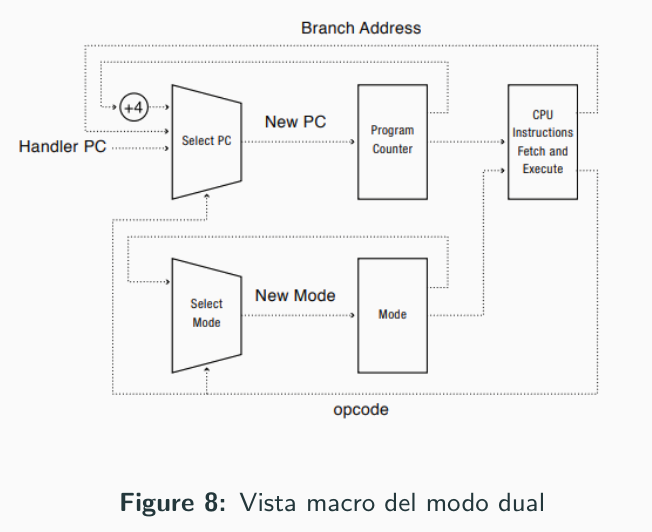 Branch Address
+4
Select PC
New PC
Program
Counter
CPU
Instructions
Fetch and
Execute
Handler PC
Select
Mode
New Mode
Mode
opcode
Figure 8: Vista macro del modo dual